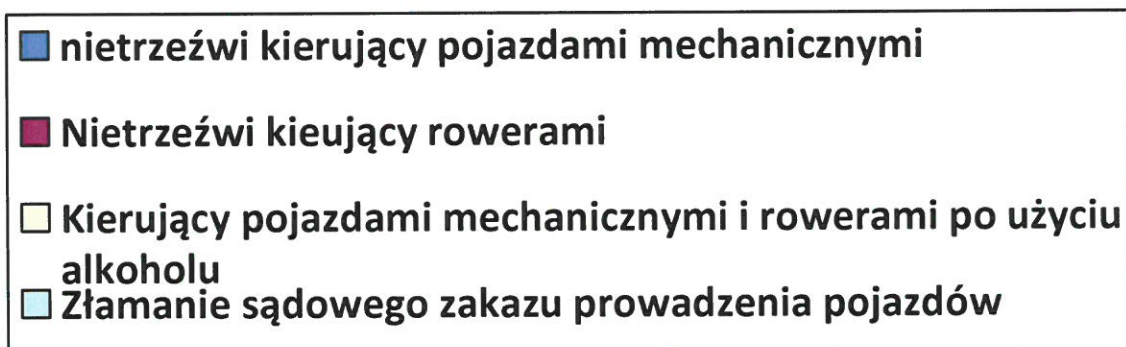 nietrzeźwi kierujący pojazdami mechanicznymi
Nietrzeźwi kieujący rowerami
Kierujący pojazdami mechanicznymi i rowerami po użyciu
alkoholu
Złamanie sądowego zakazu prowadzenia pojazdów